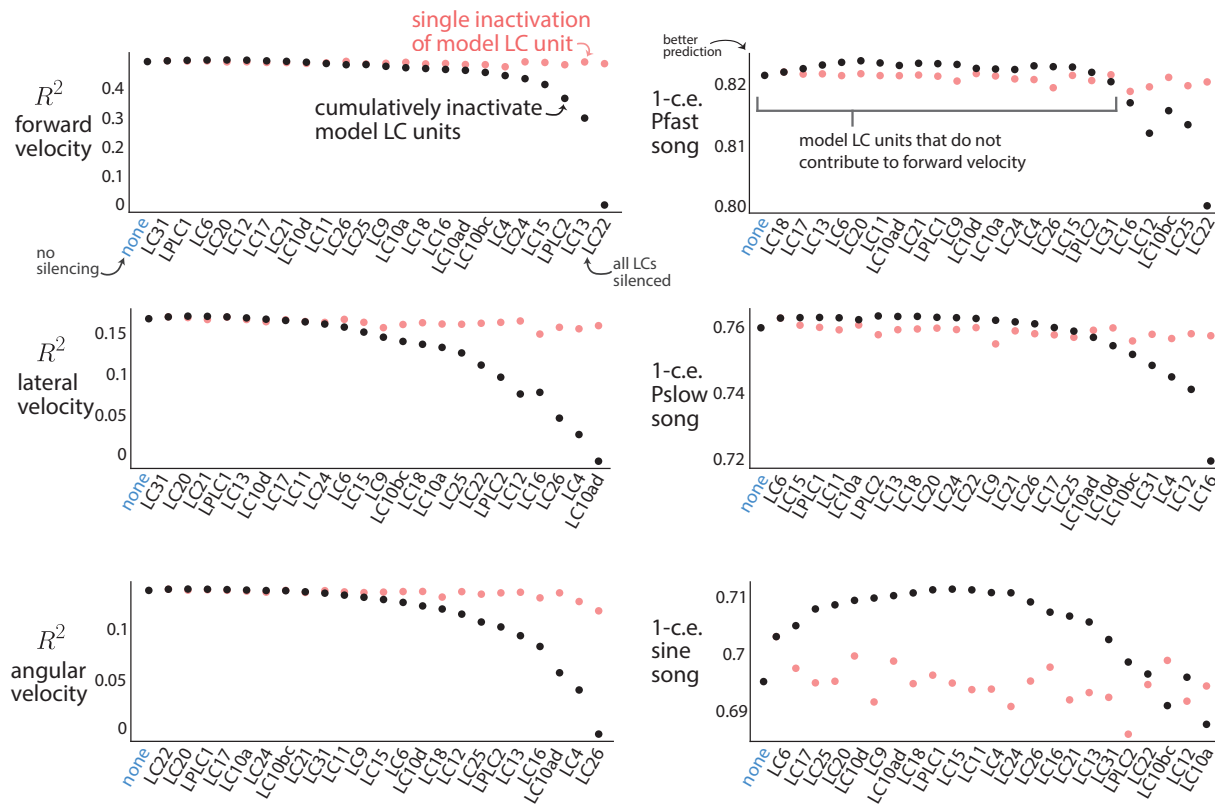 single inactivation
of model LC unit
R²
forward
velocity
0.4
0.3
0.2
0.1
0
cumulatively inactivate
model LC units
none
LC31
LPLC1
LC6
LC20
LC12
LC17
LC21
LC10d
LC11
LC26
LC25
LC9
LC10a
LC18
LC16
LC10ad
LC10bc
LC4
LC24
LC15
LPLC2
LC13
LC22
no
silencing
all LCs
silenced
better
prediction
1-c.e.
Pfast
song
0.82
0.81
0.80
model LC units that do not
contribute to forward velocity
none
LC18
LC17
LC13
LC6
LC20
LC11
LC10ad
LC21
LPLC1
LC9
LC10d
LC10a
LC24
LC4
LC26
LC15
LPLC2
LC31
LC16
LC12
LC10bc
LC25
LC22
R²
lateral
velocity
0.15
0.1
0.05
0
none
LC31
LC20
LC21
LPLC1
LC13
LC10d
LC17
LC11
LC24
LC6
LC15
LC9
LC10bc
LC18
LC10a
LC25
LC22
LPLC2
LC12
LC16
LC26
LC4
LC10ad
1-c.e.
Pslow
song
0.76
0.74
0.72
none
LC6
LC15
LPLC1
LC11
LC10a
LPLC2
LC13
LC18
LC20
LC24
LC22
LC9
LC21
LC26
LC17
LC25
LC10ad
LC10d
LC10bc
LC31
LC4
LC12
LC16
R²
angular
velocity
0.1
0.05
0
none
LC22
LC20
LPLC1
LC17
LC10a
LC24
LC10bc
LC21
LC31
LC11
LC9
LC15
LC6
LC10d
LC18
LC12
LC25
LPLC2
LC13
LC16
LC10ad
LC4
LC26
1-c.e.
sine
song
0.71
0.7
0.69
none
LC6
LC17
LC25
LC20
LC10d
LC9
LC10ad
LC18
LPLC1
LC15
LC11
LC4
LC24
LC26
LC16
LC21
LC13
LC31
LPLC2
LC22
LC10bc
LC12
LC10a